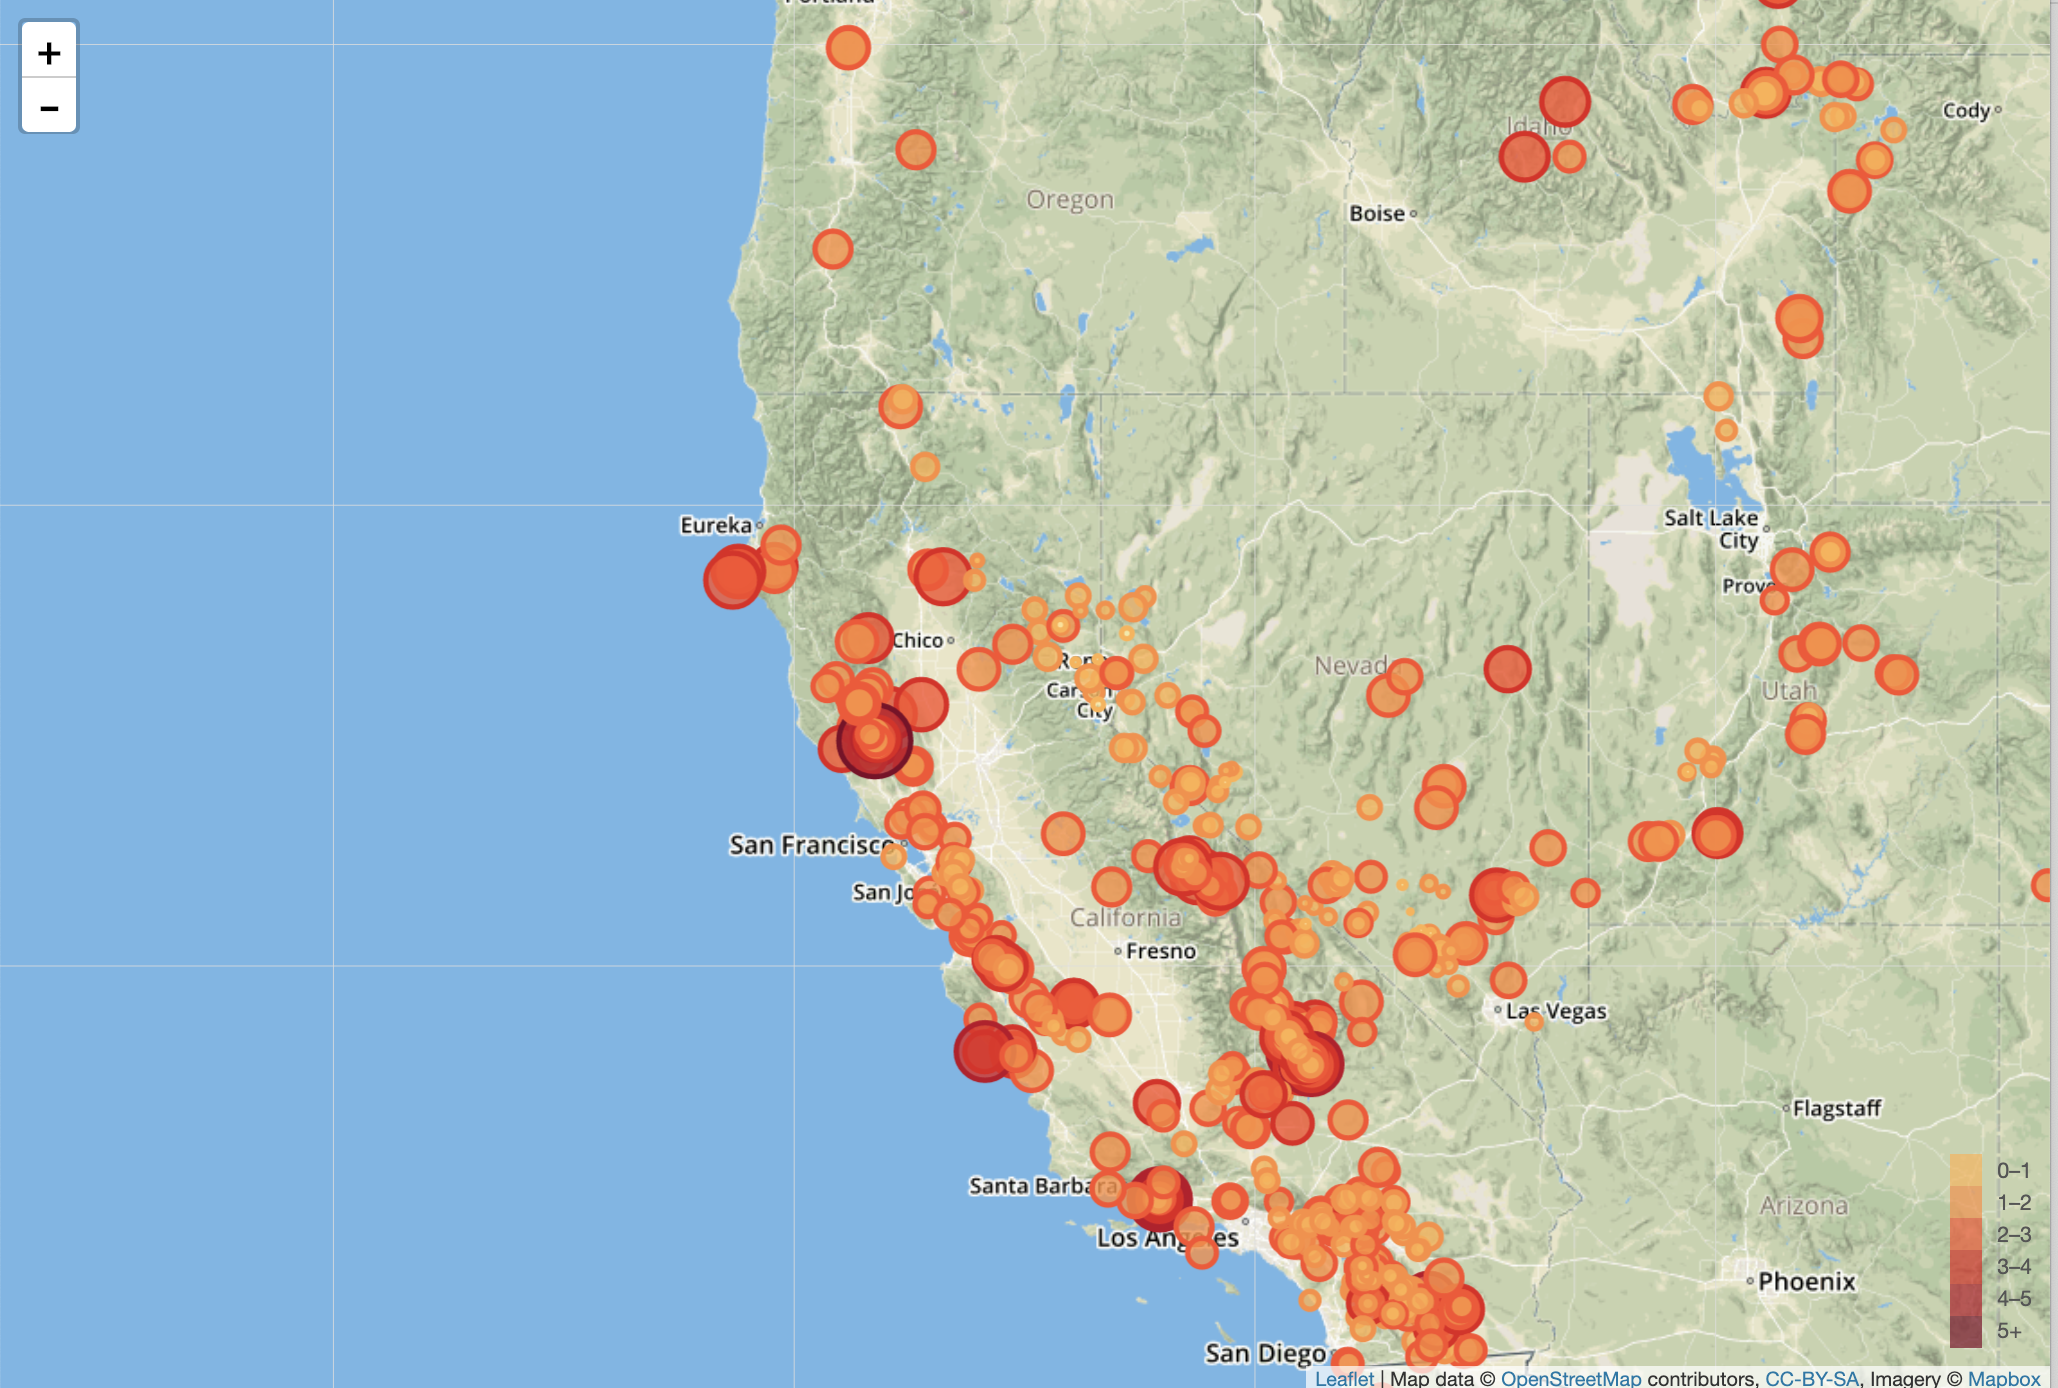 Portland
+
−
Cody
Idaho
Oregon
Boise
Eureka
Salt Lake
City
Provo
Chico
Reno
Nevada
Carson
City
Utah
San Francisco
San Jo
California
Fresno
Las Vegas
Flagstaff
Santa Barbara
Arizona
Los Angeles
Phoenix
San Diego
0–1
1–2
2–3
3–4
4–5
5+
Leaflet | Map data © OpenStreetMap contributors, CC-BY-SA, Imagery © Mapbox